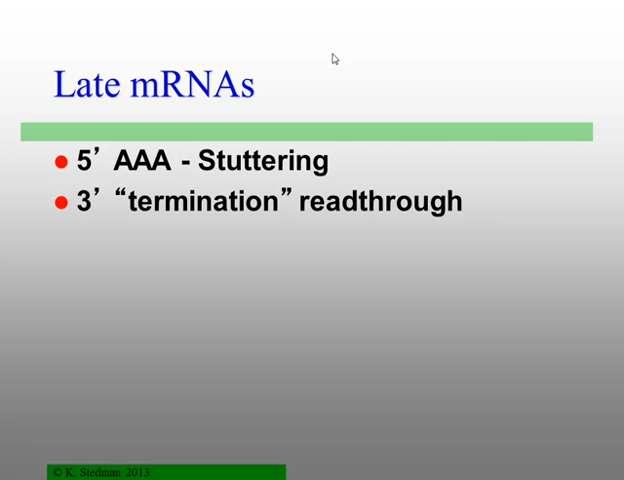 Late mRNAs
5’ AAA - Stuttering
3’ “termination” readthrough
© K. Stedman 2013